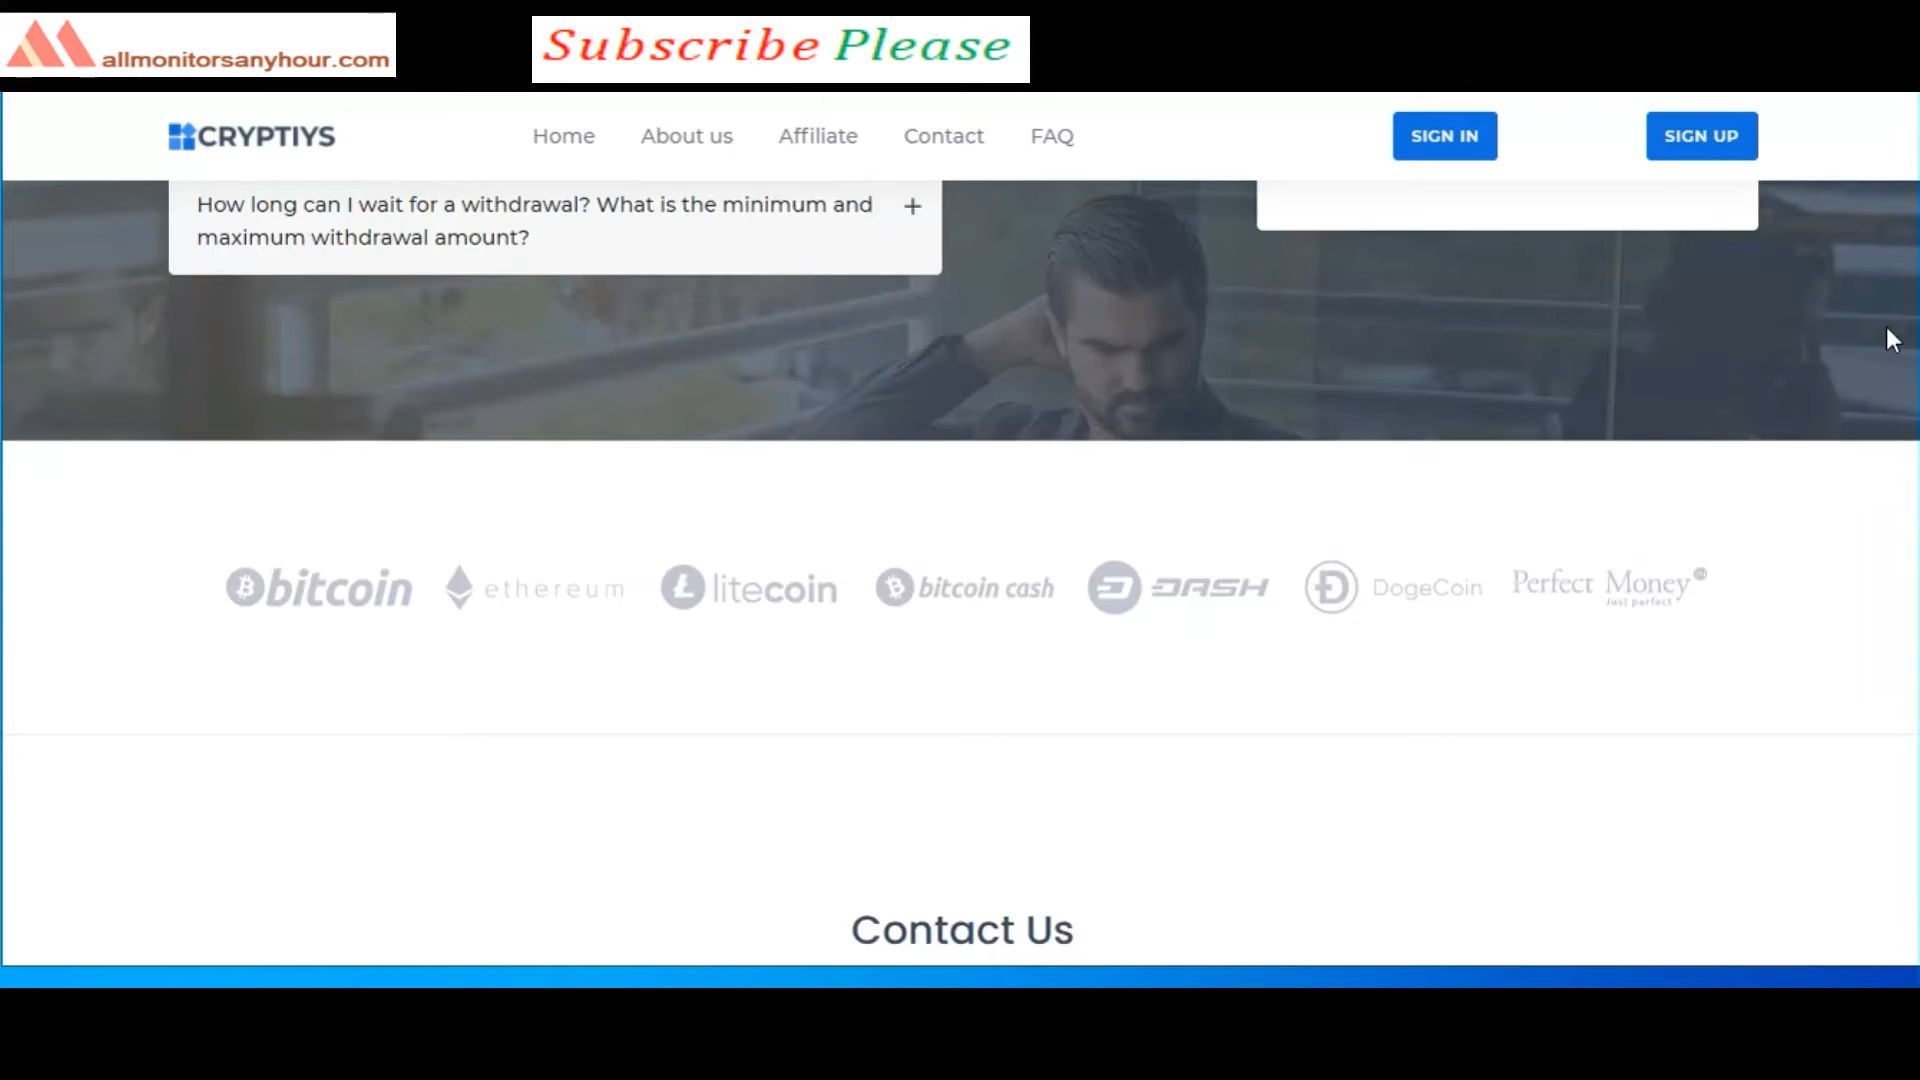 allmonitorsanyhour.com
Subscribe Please
CRYPTIYS
Home
About us
Affiliate
Contact
FAQ
SIGN IN
SIGN UP
How long can I wait for a withdrawal? What is the minimum and
maximum withdrawal amount?
bitcoin
ethereum
litecoin
bitcoin cash
DASH
DogeCoin
Perfect Money
Just perfect
Contact Us